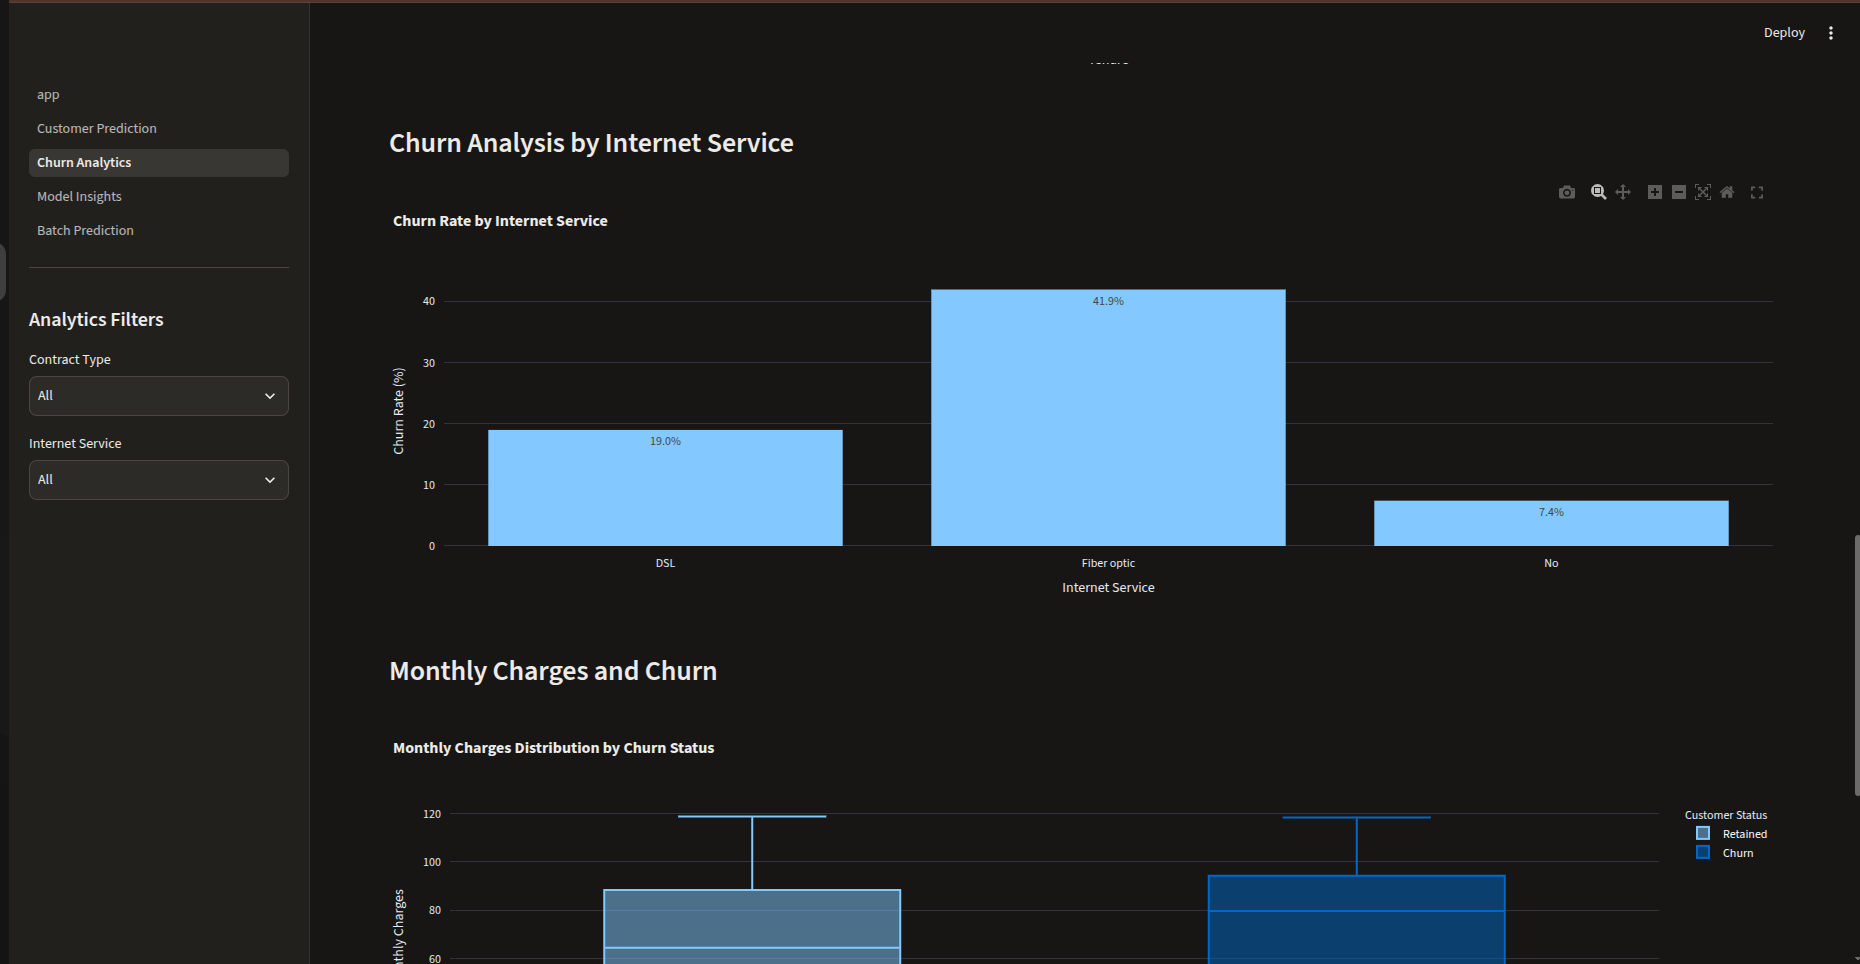 Deploy
app
Customer Prediction
Churn Analytics
Model Insights
Batch Prediction
Analytics Filters
Contract Type
All
Internet Service
All
Churn Analysis by Internet Service
Churn Rate by Internet Service
Churn Rate (%)
40
30
20
10
0
19.0%
41.9%
7.4%
DSL
Fiber optic
No
Internet Service
Monthly Charges and Churn
Monthly Charges Distribution by Churn Status
120
100
80
60
Charges
Customer Status
Retained
Churn